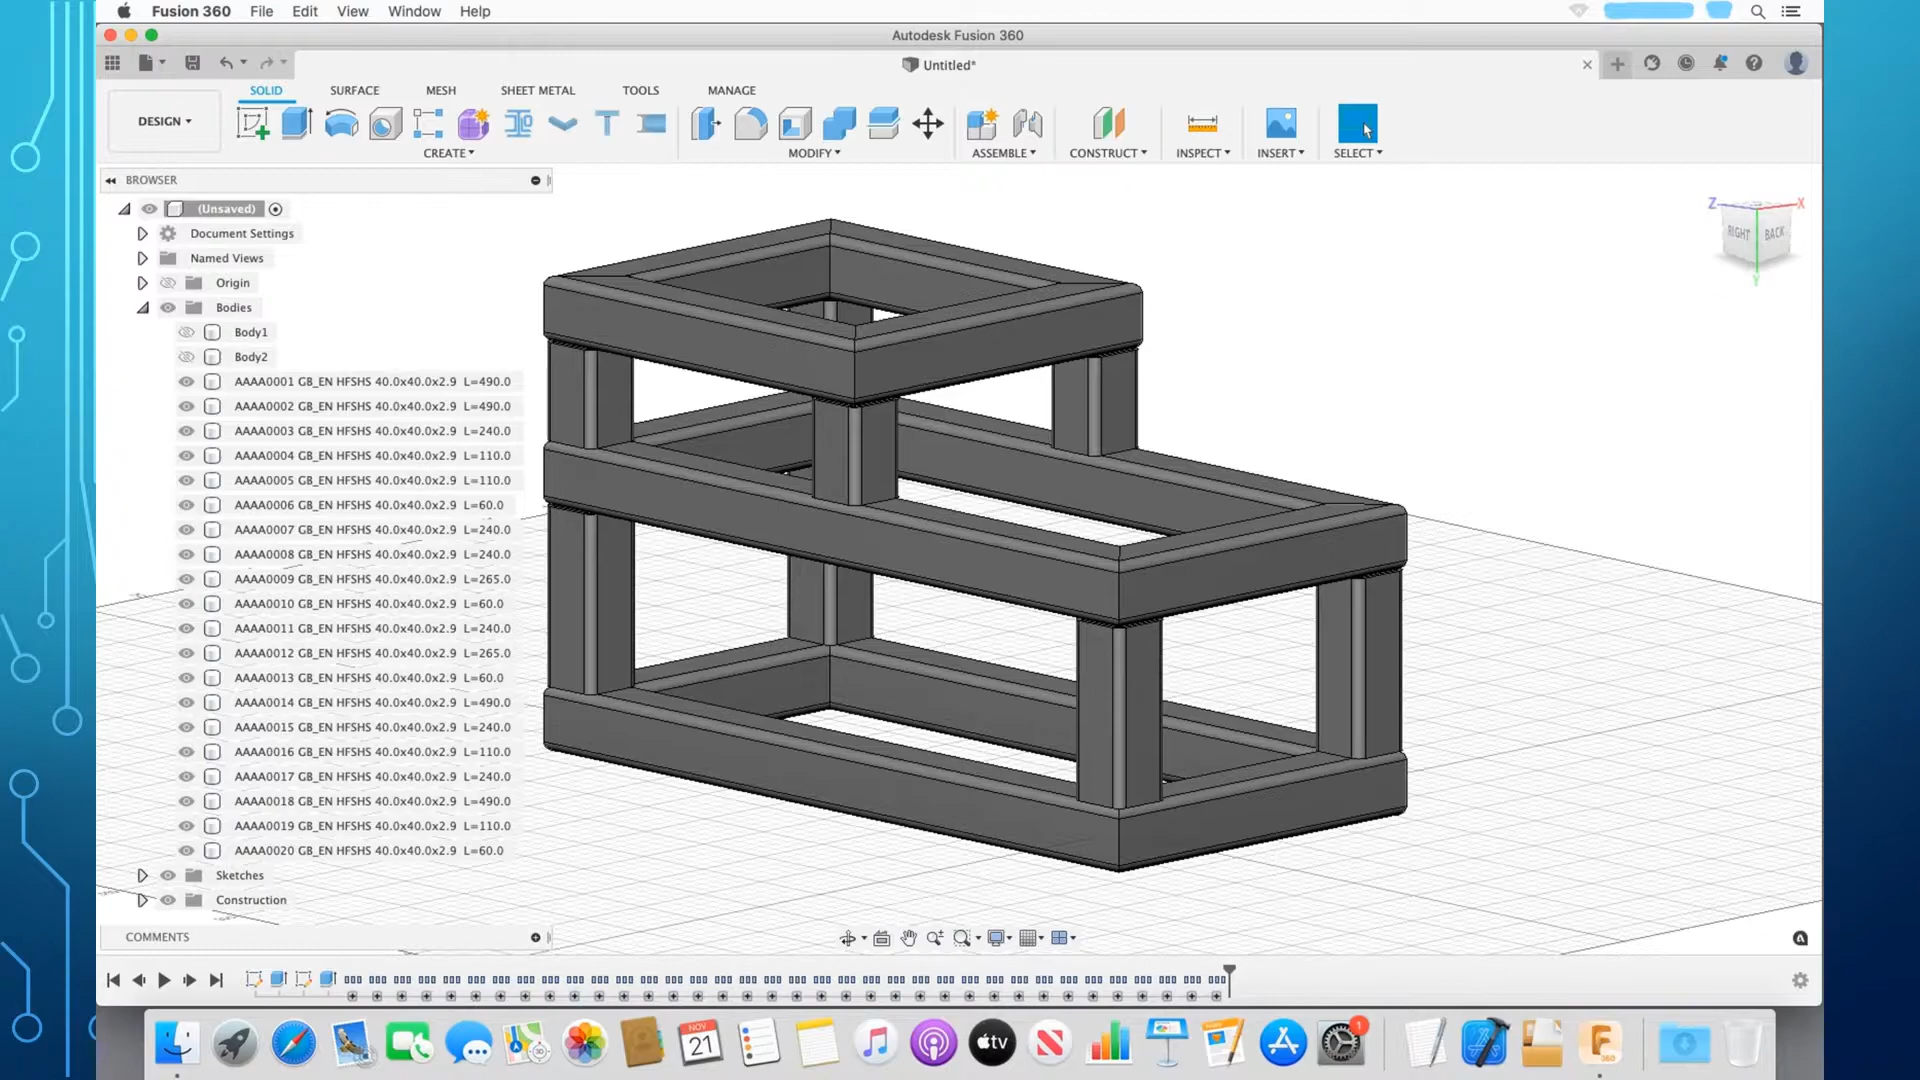 Fusion 360 File Edit View Window Help
Autodesk Fusion 360
Untitled*
SOLID SURFACE MESH SHEET METAL TOOLS MANAGE
DESIGN
CREATE MODIFY ASSEMBLE CONSTRUCT INSPECT INSERT SELECT
BROWSER
(Unsaved)
Document Settings
Named Views
Origin
Bodies
Body1
Body2
AAAA0001 GB_EN HFSHS 40.0x40.0x2.9 L=490.0
AAAA0002 GB_EN HFSHS 40.0x40.0x2.9 L=490.0
AAAA0003 GB_EN HFSHS 40.0x40.0x2.9 L=240.0
AAAA0004 GB_EN HFSHS 40.0x40.0x2.9 L=110.0
AAAA0005 GB_EN HFSHS 40.0x40.0x2.9 L=110.0
AAAA0006 GB_EN HFSHS 40.0x40.0x2.9 L=60.0
AAAA0007 GB_EN HFSHS 40.0x40.0x2.9 L=240.0
AAAA0008 GB_EN HFSHS 40.0x40.0x2.9 L=240.0
AAAA0009 GB_EN HFSHS 40.0x40.0x2.9 L=265.0
AAAA0010 GB_EN HFSHS 40.0x40.0x2.9 L=60.0
AAAA0011 GB_EN HFSHS 40.0x40.0x2.9 L=240.0
AAAA0012 GB_EN HFSHS 40.0x40.0x2.9 L=265.0
AAAA0013 GB_EN HFSHS 40.0x40.0x2.9 L=60.0
AAAA0014 GB_EN HFSHS 40.0x40.0x2.9 L=490.0
AAAA0015 GB_EN HFSHS 40.0x40.0x2.9 L=240.0
AAAA0016 GB_EN HFSHS 40.0x40.0x2.9 L=110.0
AAAA0017 GB_EN HFSHS 40.0x40.0x2.9 L=240.0
AAAA0018 GB_EN HFSHS 40.0x40.0x2.9 L=490.0
AAAA0019 GB_EN HFSHS 40.0x40.0x2.9 L=110.0
AAAA0020 GB_EN HFSHS 40.0x40.0x2.9 L=60.0
Sketches
Construction
COMMENTS
Z X
RIGHT BACK
Y
NOV
21
tv
1
F
360